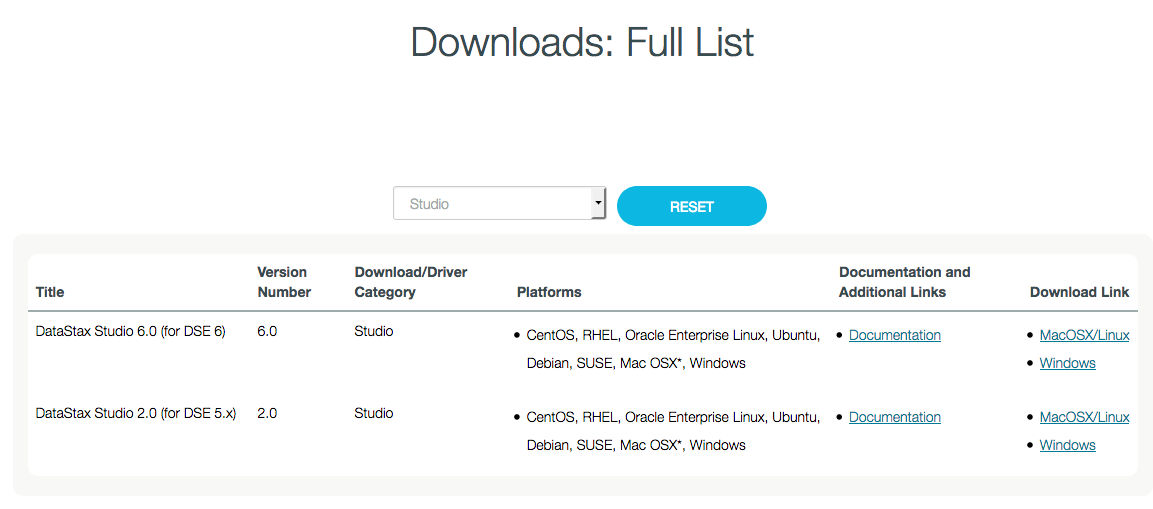 Downloads: Full List
Studio
RESET
Title
Version
Number
Download/Driver
Category
Platforms
Documentation and
Additional Links
Download Link
DataStax Studio 6.0 (for DSE 6)
6.0
Studio
• CentOS, RHEL, Oracle Enterprise Linux, Ubuntu,
Debian, SUSE, Mac OSX*, Windows
• Documentation
• MacOSX/Linux
• Windows
DataStax Studio 2.0 (for DSE 5.x)
2.0
Studio
• CentOS, RHEL, Oracle Enterprise Linux, Ubuntu,
Debian, SUSE, Mac OSX*, Windows
• Documentation
• MacOSX/Linux
• Windows